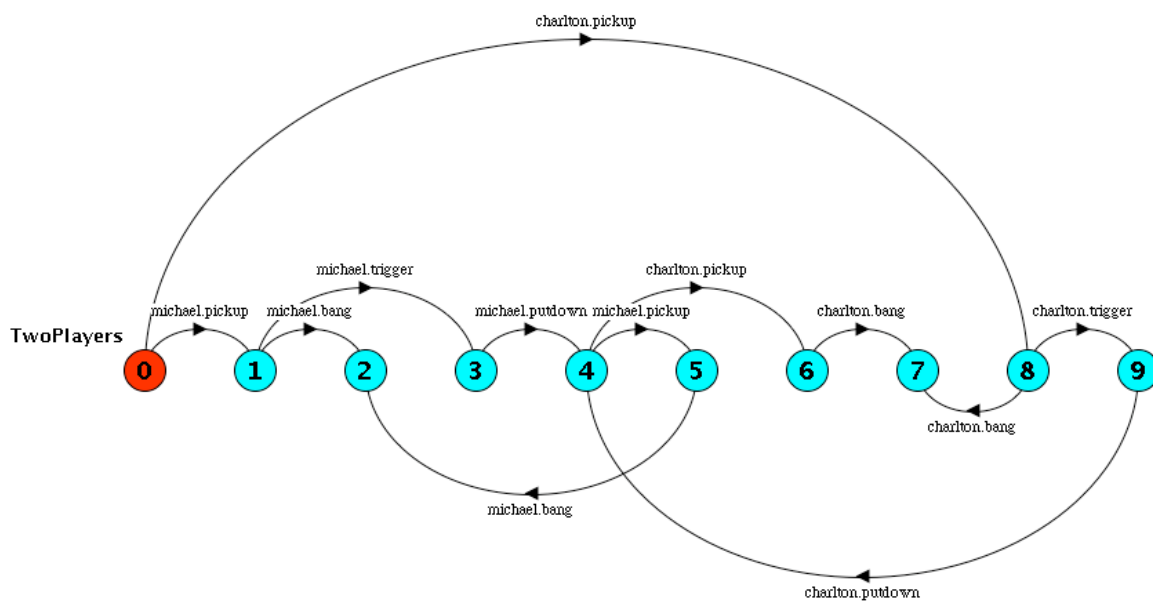 charlton.pickup
michael.trigger
charlton.pickup
michael.pickup
michael.bang
michael.putdown
michael.pickup
charlton.bang
charlton.trigger
TwoPlayers
0
1
2
3
4
5
6
7
8
9
charlton.bang
michael.bang
charlton.putdown